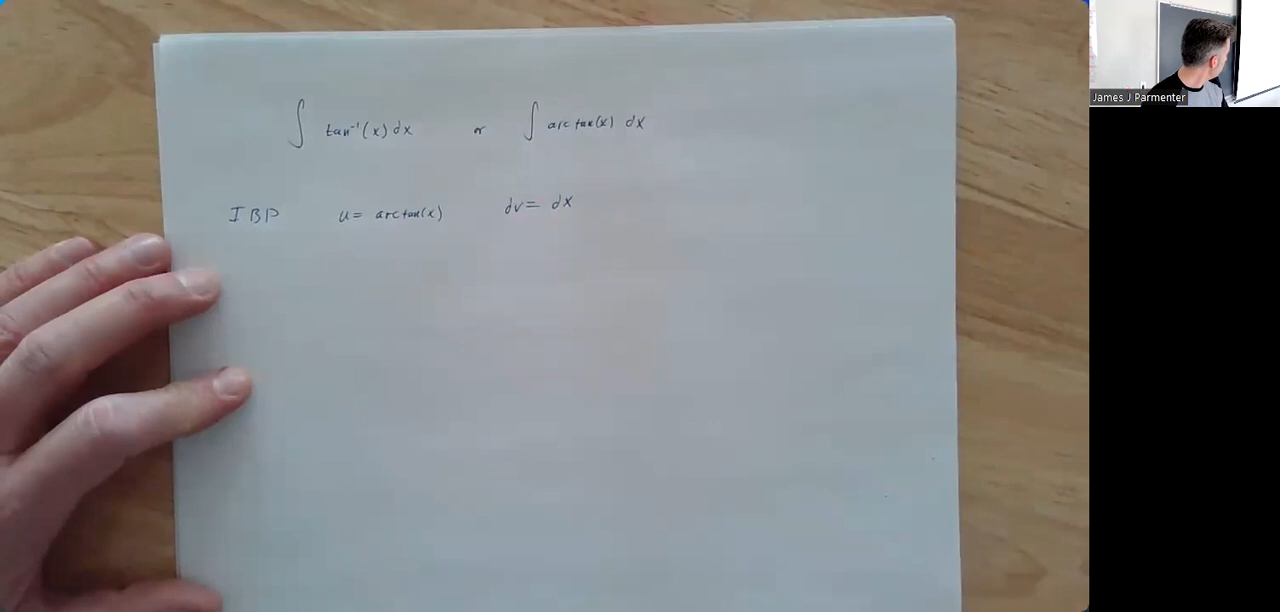 ∫ tan⁻¹(x) dx or ∫ arctan(x) dx
IBP u= arctan(x) dv= dx
James J Parmenter